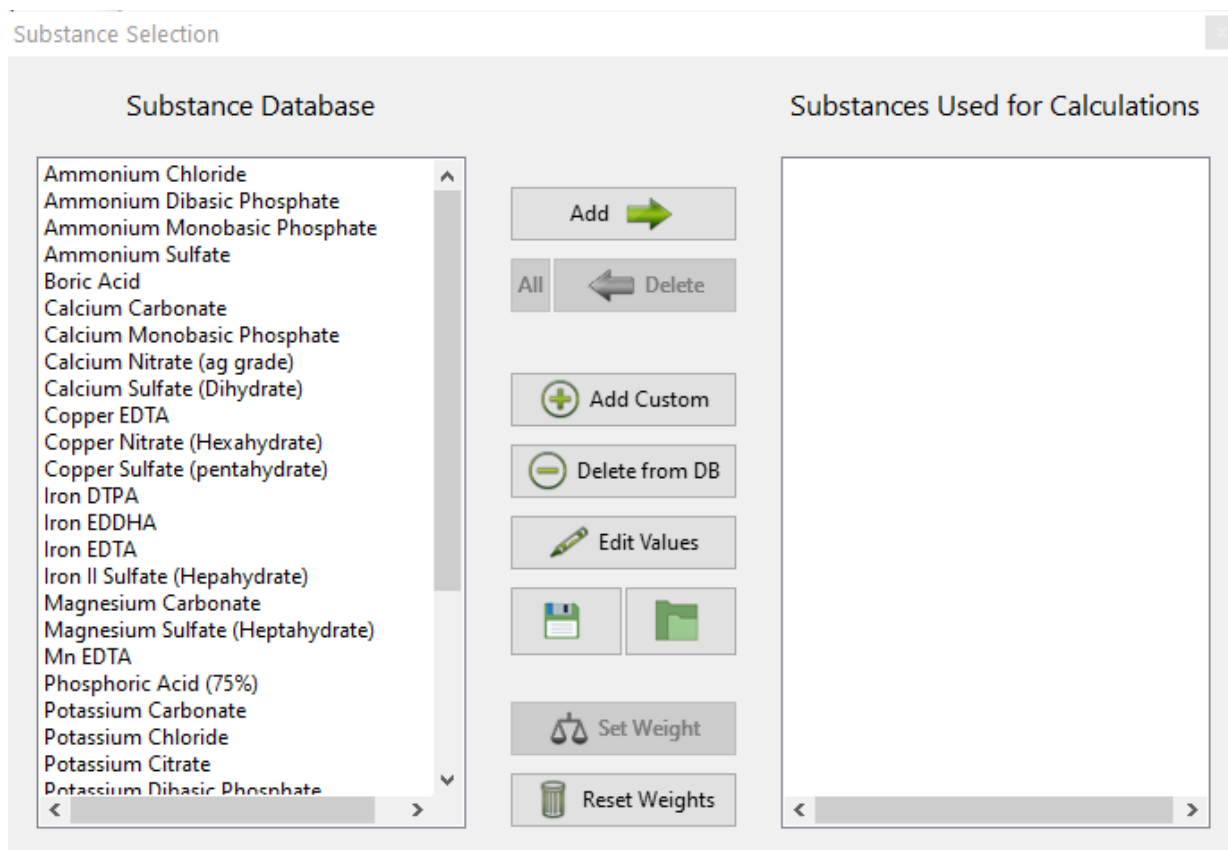 Substance Selection
Substance Database
Ammonium Chloride
Ammonium Dibasic Phosphate
Ammonium Monobasic Phosphate
Ammonium Sulfate
Boric Acid
Calcium Carbonate
Calcium Monobasic Phosphate
Calcium Nitrate (ag grade)
Calcium Sulfate (Dihydrate)
Copper EDTA
Copper Nitrate (Hexahydrate)
Copper Sulfate (pentahydrate)
Iron DTPA
Iron EDDHA
Iron EDTA
Iron II Sulfate (Hepahydrate)
Magnesium Carbonate
Magnesium Sulfate (Heptahydrate)
Mn EDTA
Phosphoric Acid (75%)
Potassium Carbonate
Potassium Chloride
Potassium Citrate
Potassium Dibasic Phosphate
Add
All
Delete
Add Custom
Delete from DB
Edit Values
Set Weight
Reset Weights
Substances Used for Calculations